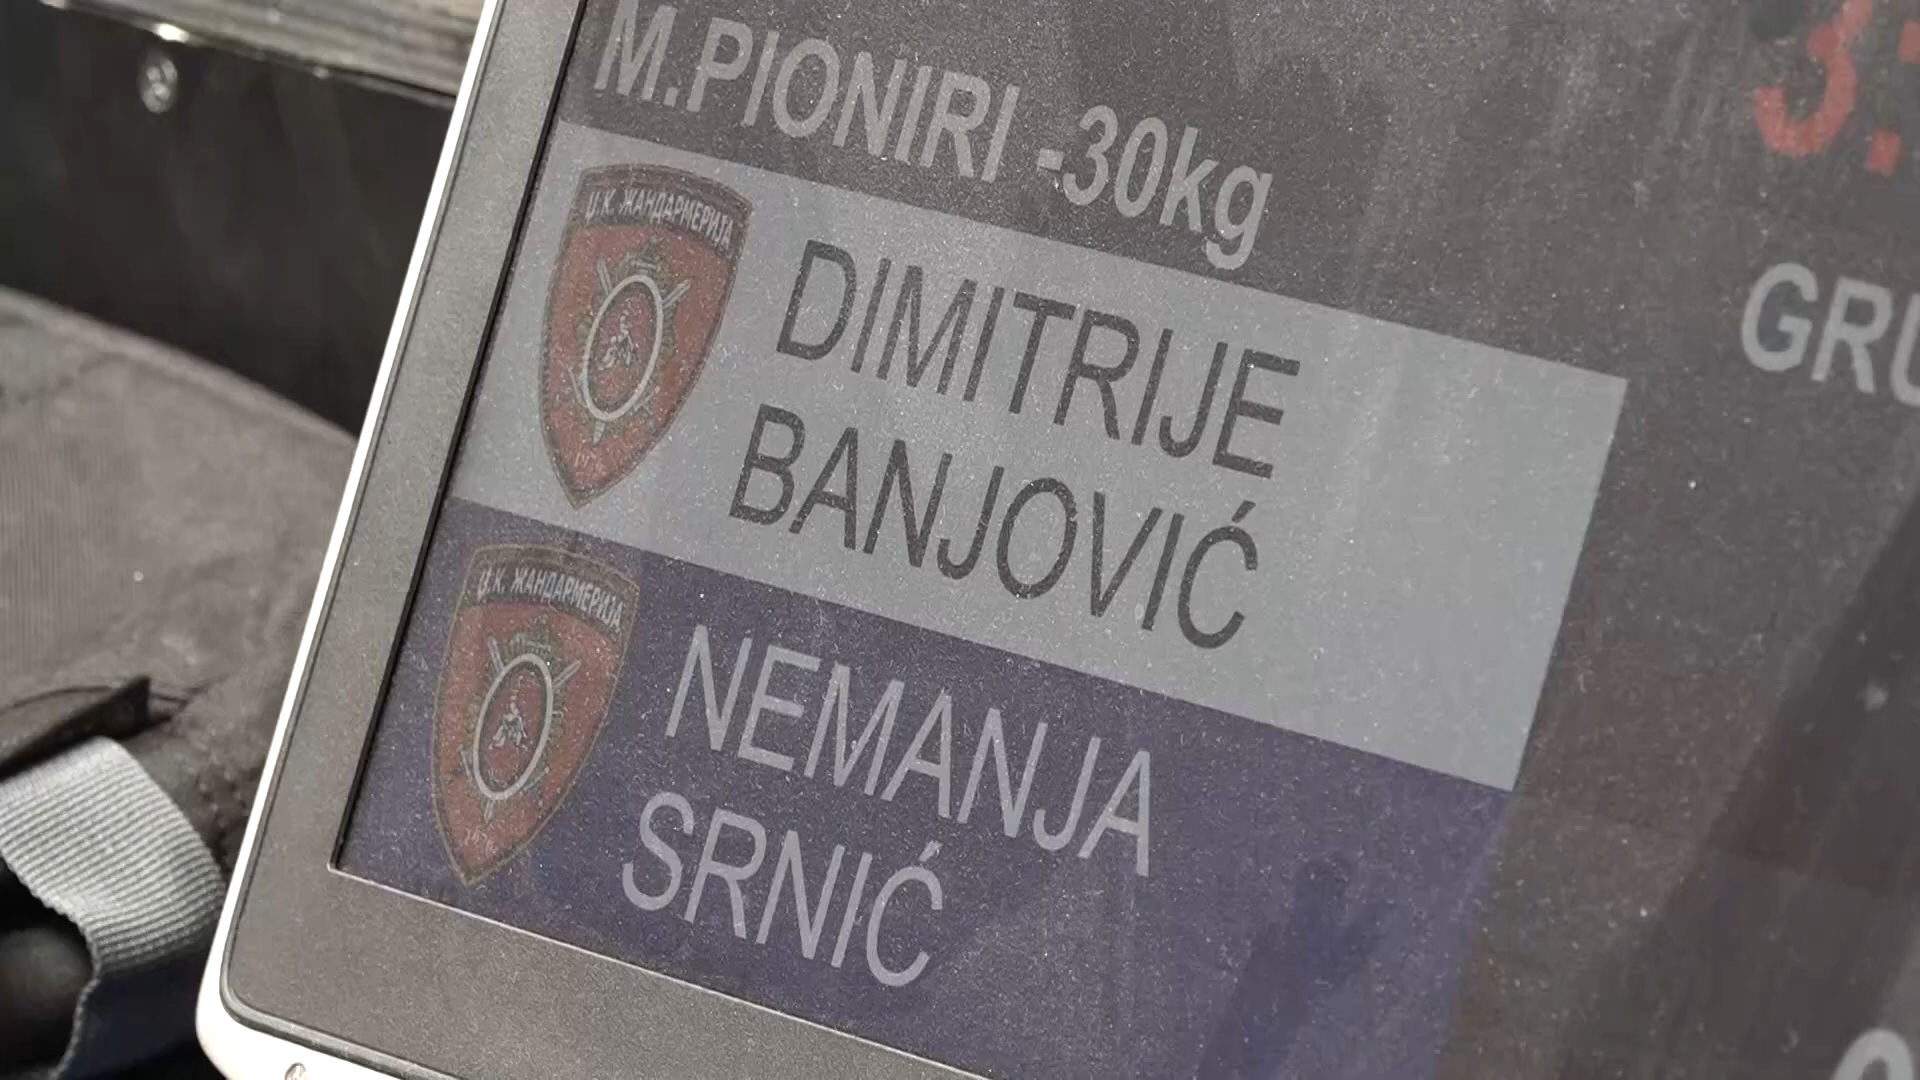 M.PIONIRI -30kg
Џ.К. ЖАНДАРМЕРИЈА
DIMITRIJE
BANJOVIĆ
GRU
Џ.К. ЖАНДАРМЕРИЈА
NEMANJA
SRNIĆ